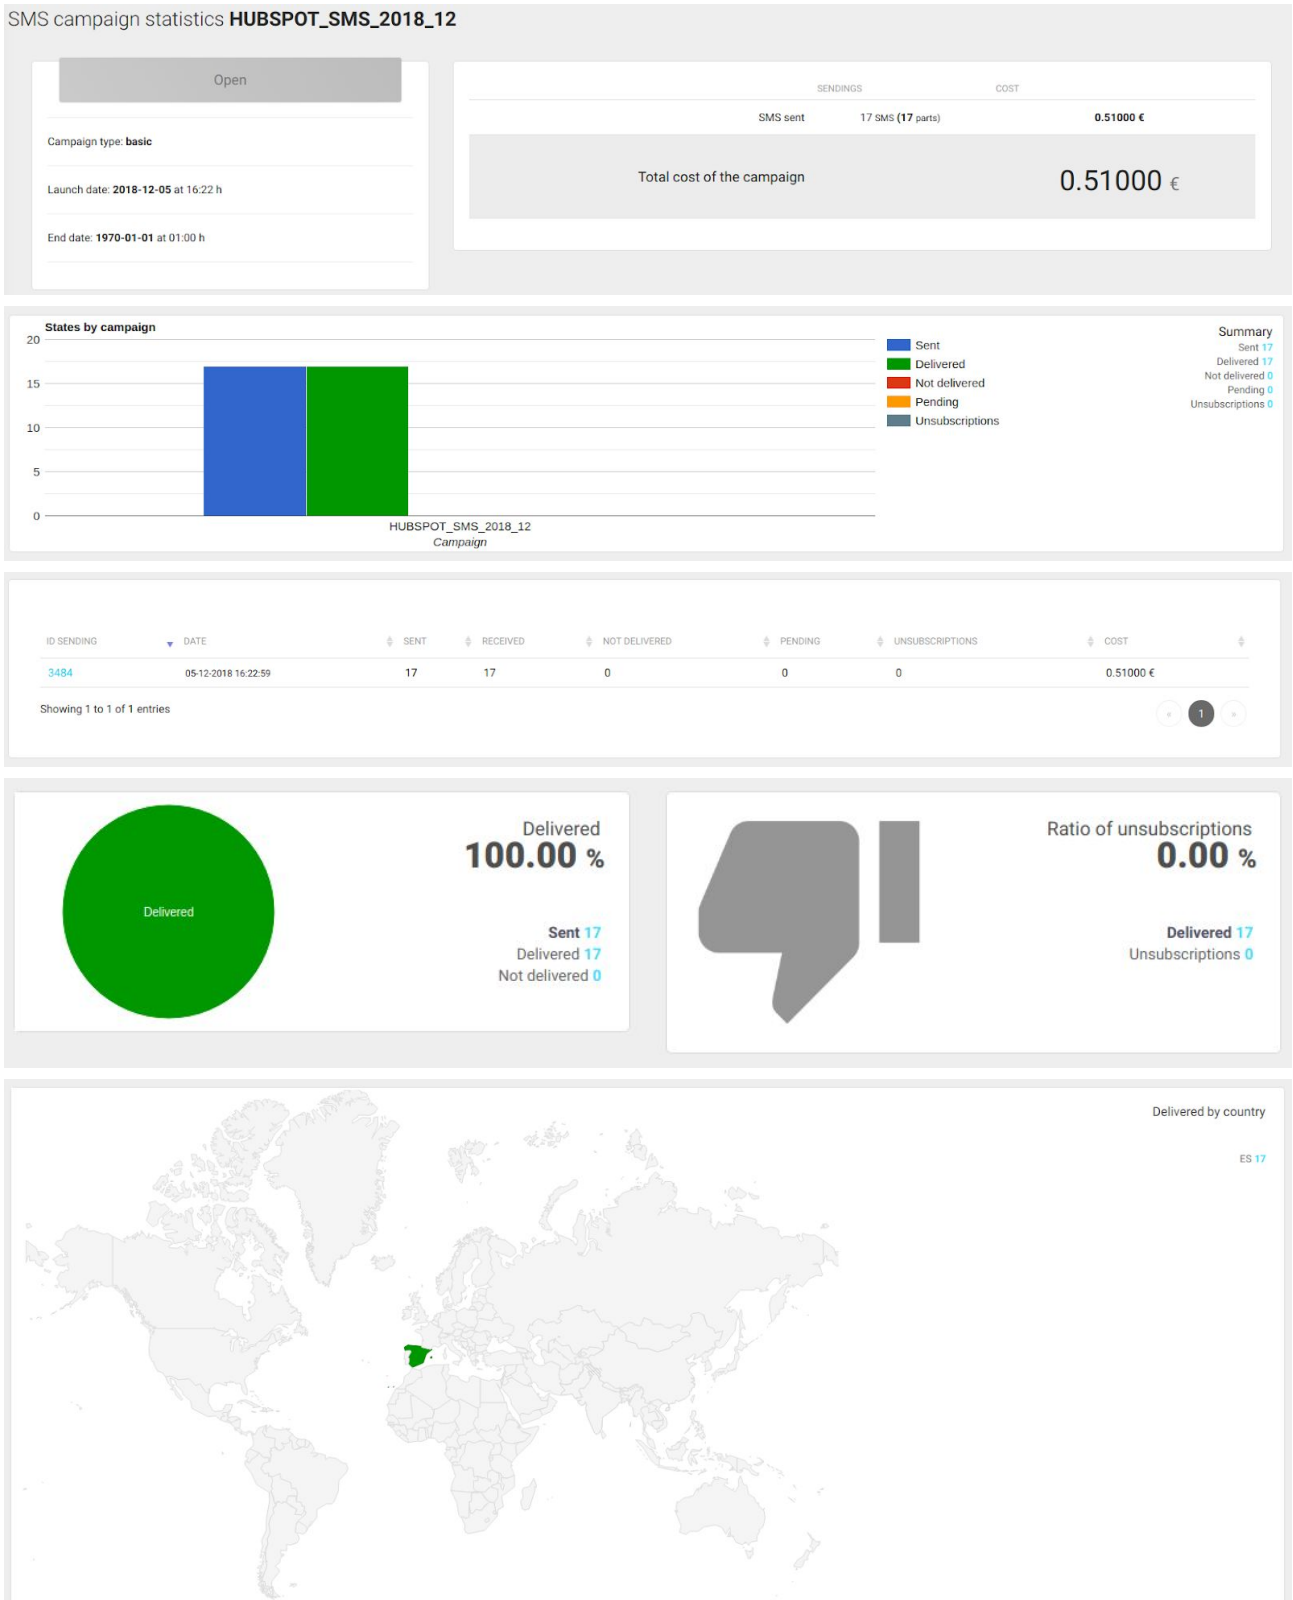 SMS campaign statistics HUBSPOT_SMS_2018_12
Open
Campaign type: basic
Launch date: 2018-12-05 at 16:22 h
End date: 1970-01-01 at 01:00 h
SENDINGS COST
SMS sent 17 SMS (17 parts) 0.51000 €
Total cost of the campaign 0.51000 €
States by campaign
20
15
10
5
0
HUBSPOT_SMS_2018_12
Campaign
Sent
Delivered
Not delivered
Pending
Unsubscriptions
Summary
Sent 17
Delivered 17
Not delivered 0
Pending 0
Unsubscriptions 0
ID SENDING DATE SENT RECEIVED NOT DELIVERED PENDING UNSUBSCRIPTIONS COST
3484 05-12-2018 16:22:59 17 17 0 0 0 0.51000 €
Showing 1 to 1 of 1 entries
« 1 »
Delivered
Delivered
100.00 %
Sent 17
Delivered 17
Not delivered 0
Ratio of unsubscriptions
0.00 %
Delivered 17
Unsubscriptions 0
Delivered by country
ES 17